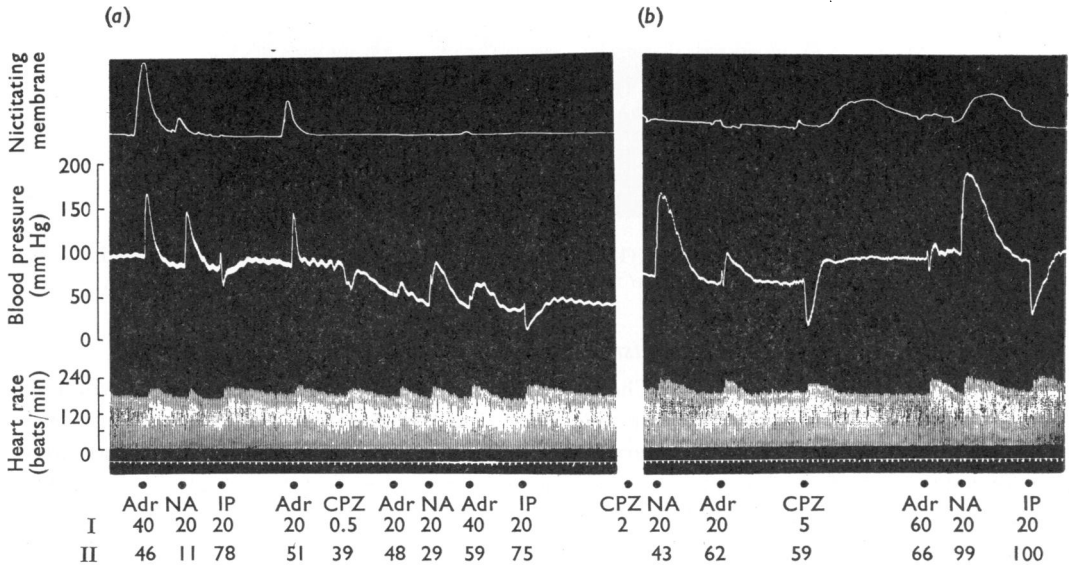 (a) (b)
Nictitating
membrane
200
150
100
50
0
Blood pressure
(mm Hg)
240
120
0
Heart rate
(beats/min)
Adr NA IP Adr CPZ Adr NA Adr IP CPZ NA Adr CPZ Adr NA IP
I 40 20 20 20 0.5 20 20 40 20 2 20 20 5 60 20 20
II 46 11 78 51 39 48 29 59 75 43 62 59 66 99 100